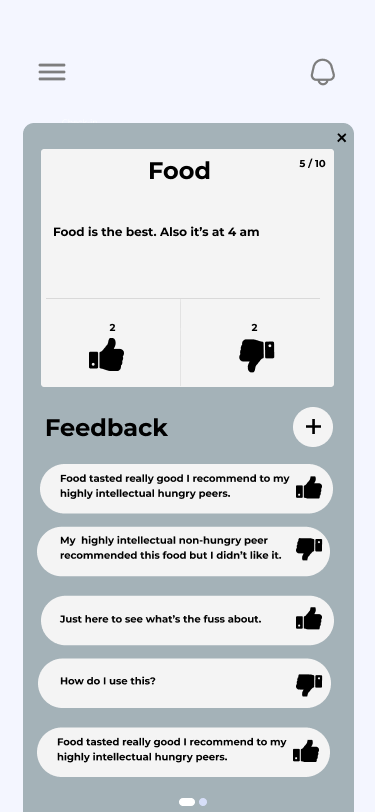 ×
Food
5 / 10
Food is the best. Also it’s at 4 am
2
2
Feedback
+
Food tasted really good I recommend to my
highly intellectual hungry peers.
My  highly intellectual non-hungry peer
recommended this food but I didn’t like it.
Just here to see what’s the fuss about.
How do I use this?
Food tasted really good I recommend to my
highly intellectual hungry peers.